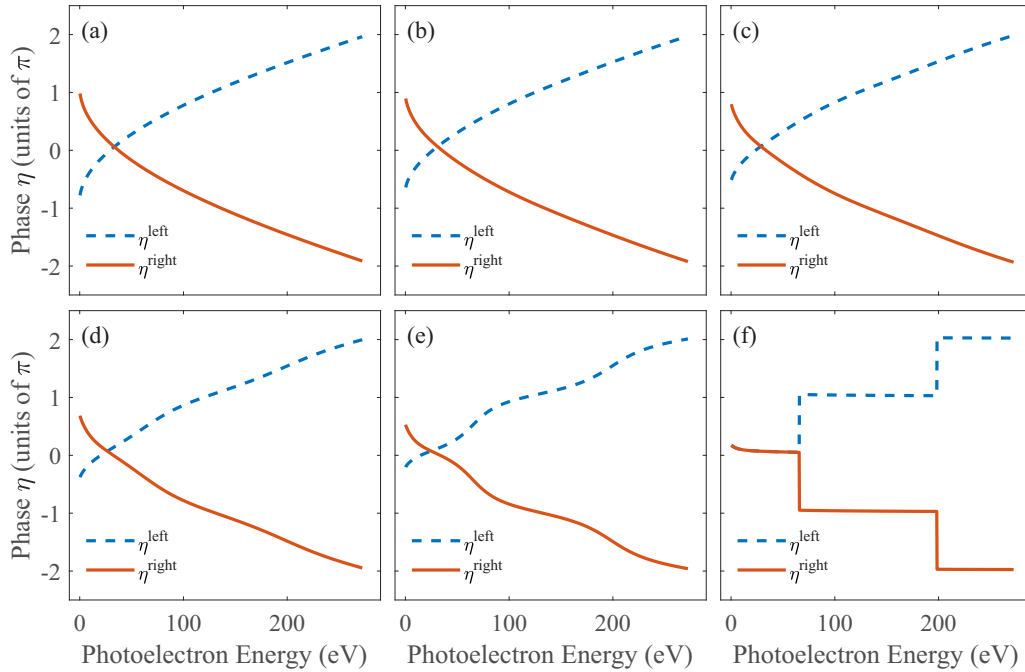 (a) (b) (c)
2
1
0
-1
-2
Phase η (units of π)
η^left η^left η^left
η^right η^right η^right
(d) (e) (f)
2
1
0
-1
-2
Phase η (units of π)
η^left η^left η^left
η^right η^right η^right
0 100 200 0 100 200 0 100 200
Photoelectron Energy (eV) Photoelectron Energy (eV) Photoelectron Energy (eV)